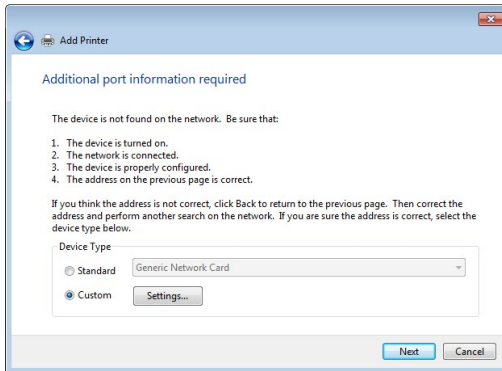 Add Printer
Additional port information required
The device is not found on the network. Be sure that:
1. The device is turned on.
2. The network is connected.
3. The device is properly configured.
4. The address on the previous page is correct.
If you think the address is not correct, click Back to return to the previous page. Then correct the
address and perform another search on the network. If you are sure the address is correct, select the
device type below.
Device Type
Standard Generic Network Card
Custom Settings...
Next Cancel